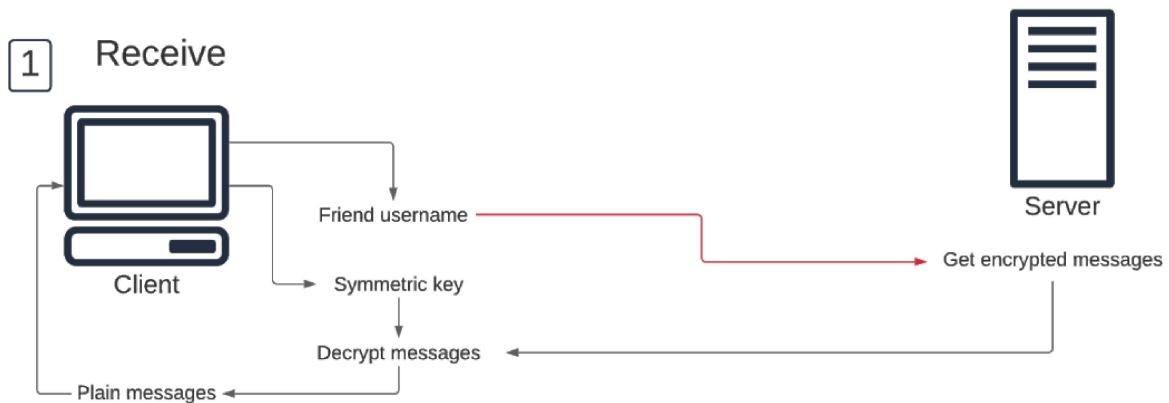 1
Receive
Server
Friend username
Get encrypted messages
Client
Symmetric key
Decrypt messages
Plain messages